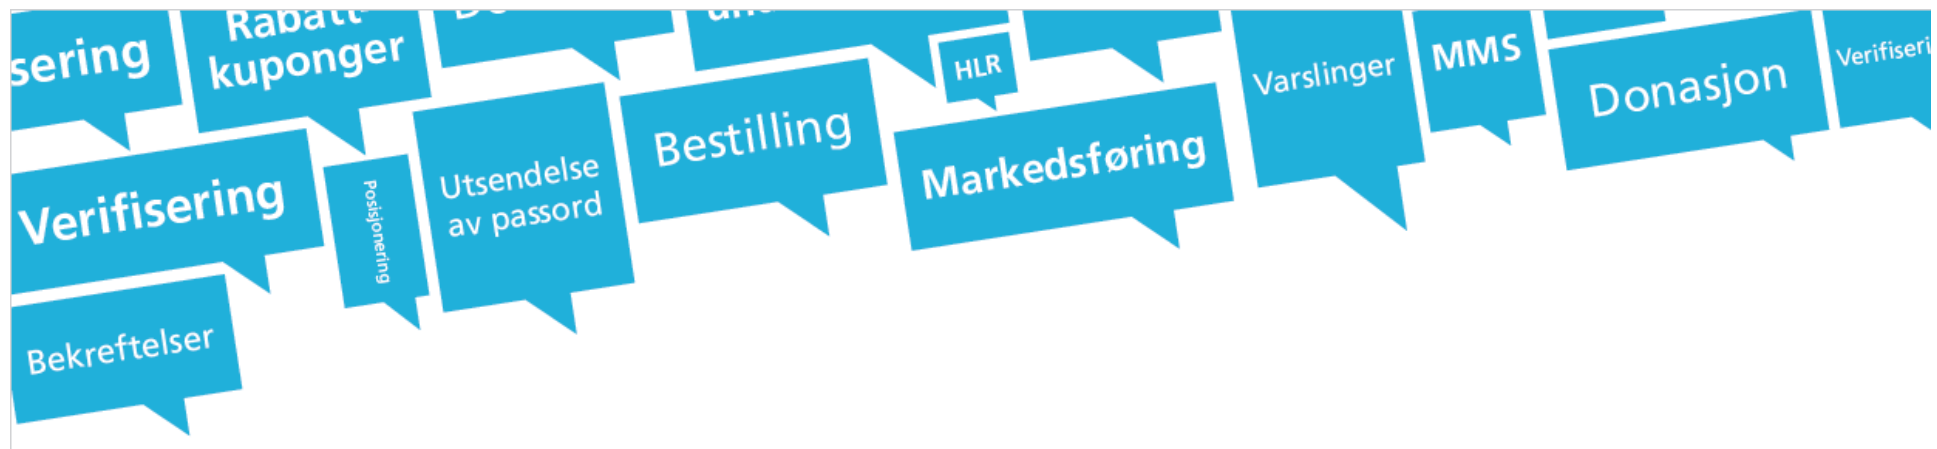 sering
Rabatt-
kuponger
HLR
Varslinger
MMS
Donasjon
Bestilling
Markedsføring
Verifisering
Posisjonering
Utsendelse
av passord
Bekreftelser